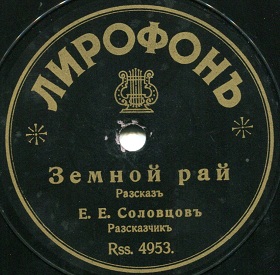 ЛИРОФОНЪ
Земной рай
Разсказъ
Е. Е. Соловцовъ
Разсказчикъ
Rss. 4953.